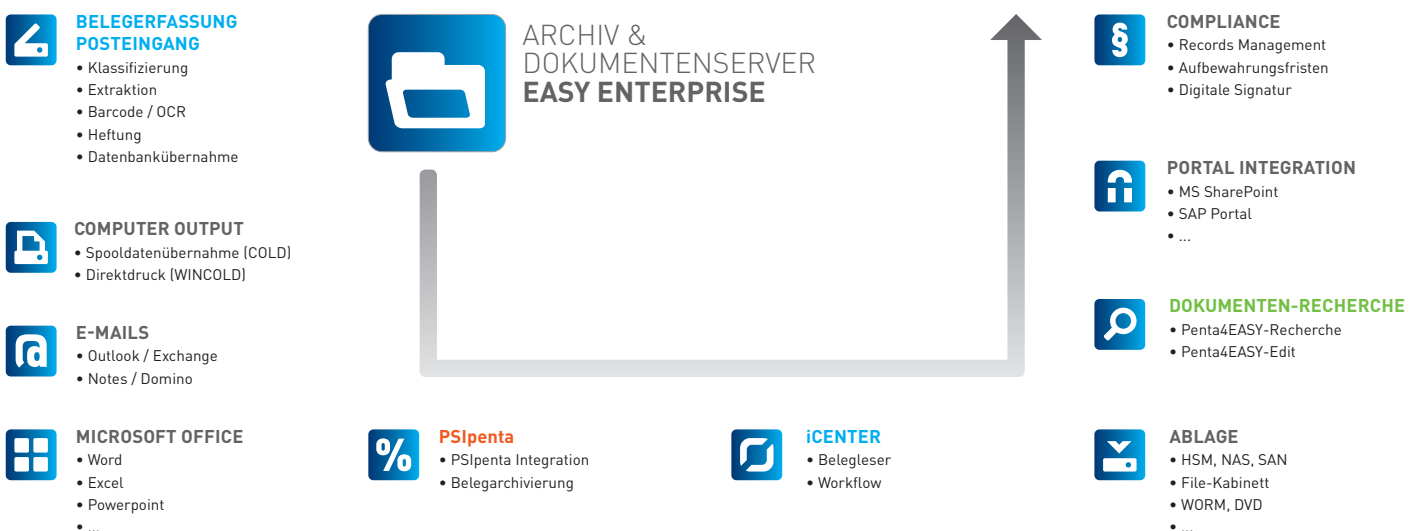 BELEGERFASSUNG
POSTEINGANG
• Klassifizierung
• Extraktion
• Barcode / OCR
• Heftung
• Datenbankübernahme
COMPUTER OUTPUT
• Spooldatenübernahme (COLD)
• Direktdruck (WINCOLD)
E-MAILS
• Outlook / Exchange
• Notes / Domino
MICROSOFT OFFICE
• Word
• Excel
• Powerpoint
• ...
ARCHIV &
DOKUMENTENSERVER
EASY ENTERPRISE
PSIpenta
• PSIpenta Integration
• Belegarchivierung
iCENTER
• Belegleser
• Workflow
COMPLIANCE
• Records Management
• Aufbewahrungsfristen
• Digitale Signatur
PORTAL INTEGRATION
• MS SharePoint
• SAP Portal
• ...
DOKUMENTEN-RECHERCHE
• Penta4EASY-Recherche
• Penta4EASY-Edit
ABLAGE
• HSM, NAS, SAN
• File-Kabinett
• WORM, DVD
• ...